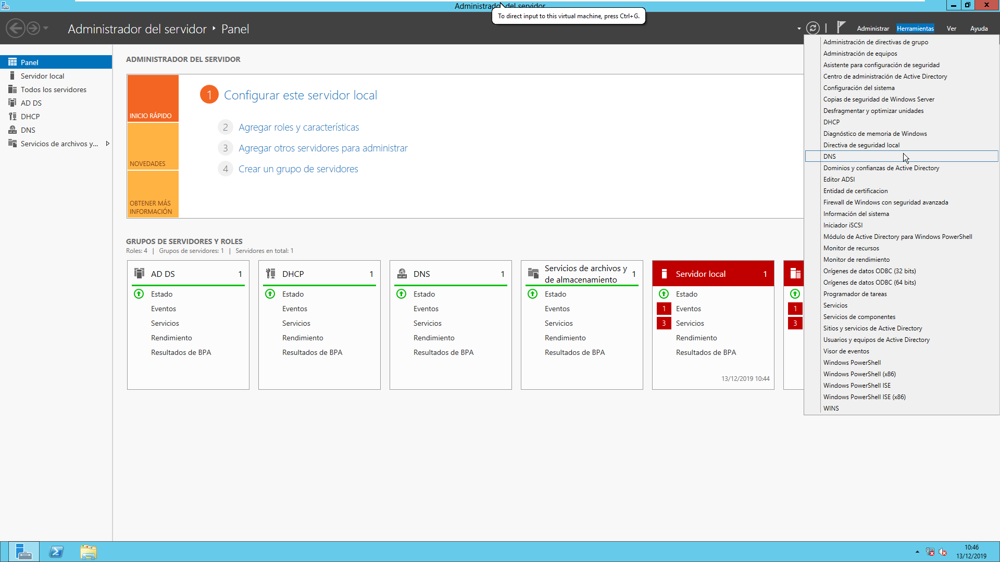 Administrador del servidor
To direct input to this virtual machine, press Ctrl+G.
Administrador del servidor ‣ Panel
Administrar Herramientas Ver Ayuda
Panel
Servidor local
Todos los servidores
AD DS
DHCP
DNS
Servicios de archivos y...
ADMINISTRADOR DEL SERVIDOR
INICIO RÁPIDO
NOVEDADES
OBTENER MÁS
INFORMACIÓN
1 Configurar este servidor local
2 Agregar roles y características
3 Agregar otros servidores para administrar
4 Crear un grupo de servidores
GRUPOS DE SERVIDORES Y ROLES
Roles: 4 | Grupos de servidores: 1 | Servidores en total: 1
AD DS 1
Estado
Eventos
Servicios
Rendimiento
Resultados de BPA
DHCP 1
Estado
Eventos
Servicios
Rendimiento
Resultados de BPA
DNS 1
Estado
Eventos
Servicios
Rendimiento
Resultados de BPA
Servicios de archivos y
de almacenamiento 1
Estado
Eventos
Servicios
Rendimiento
Resultados de BPA
Servidor local 1
Estado
1 Eventos
3 Servicios
Rendimiento
Resultados de BPA
13/12/2019 10:44
1
3
Administración de directivas de grupo
Administración de equipos
Asistente para configuración de seguridad
Centro de administración de Active Directory
Configuración del sistema
Copias de seguridad de Windows Server
Desfragmentar y optimizar unidades
DHCP
Diagnóstico de memoria de Windows
Directiva de seguridad local
DNS
Dominios y confianzas de Active Directory
Editor ADSI
Entidad de certificacion
Firewall de Windows con seguridad avanzada
Información del sistema
Iniciador iSCSI
Módulo de Active Directory para Windows PowerShell
Monitor de recursos
Monitor de rendimiento
Orígenes de datos ODBC (32 bits)
Orígenes de datos ODBC (64 bits)
Programador de tareas
Servicios
Servicios de componentes
Sitios y servicios de Active Directory
Usuarios y equipos de Active Directory
Visor de eventos
Windows PowerShell
Windows PowerShell (x86)
Windows PowerShell ISE
Windows PowerShell ISE (x86)
WINS
10:46
13/12/2019